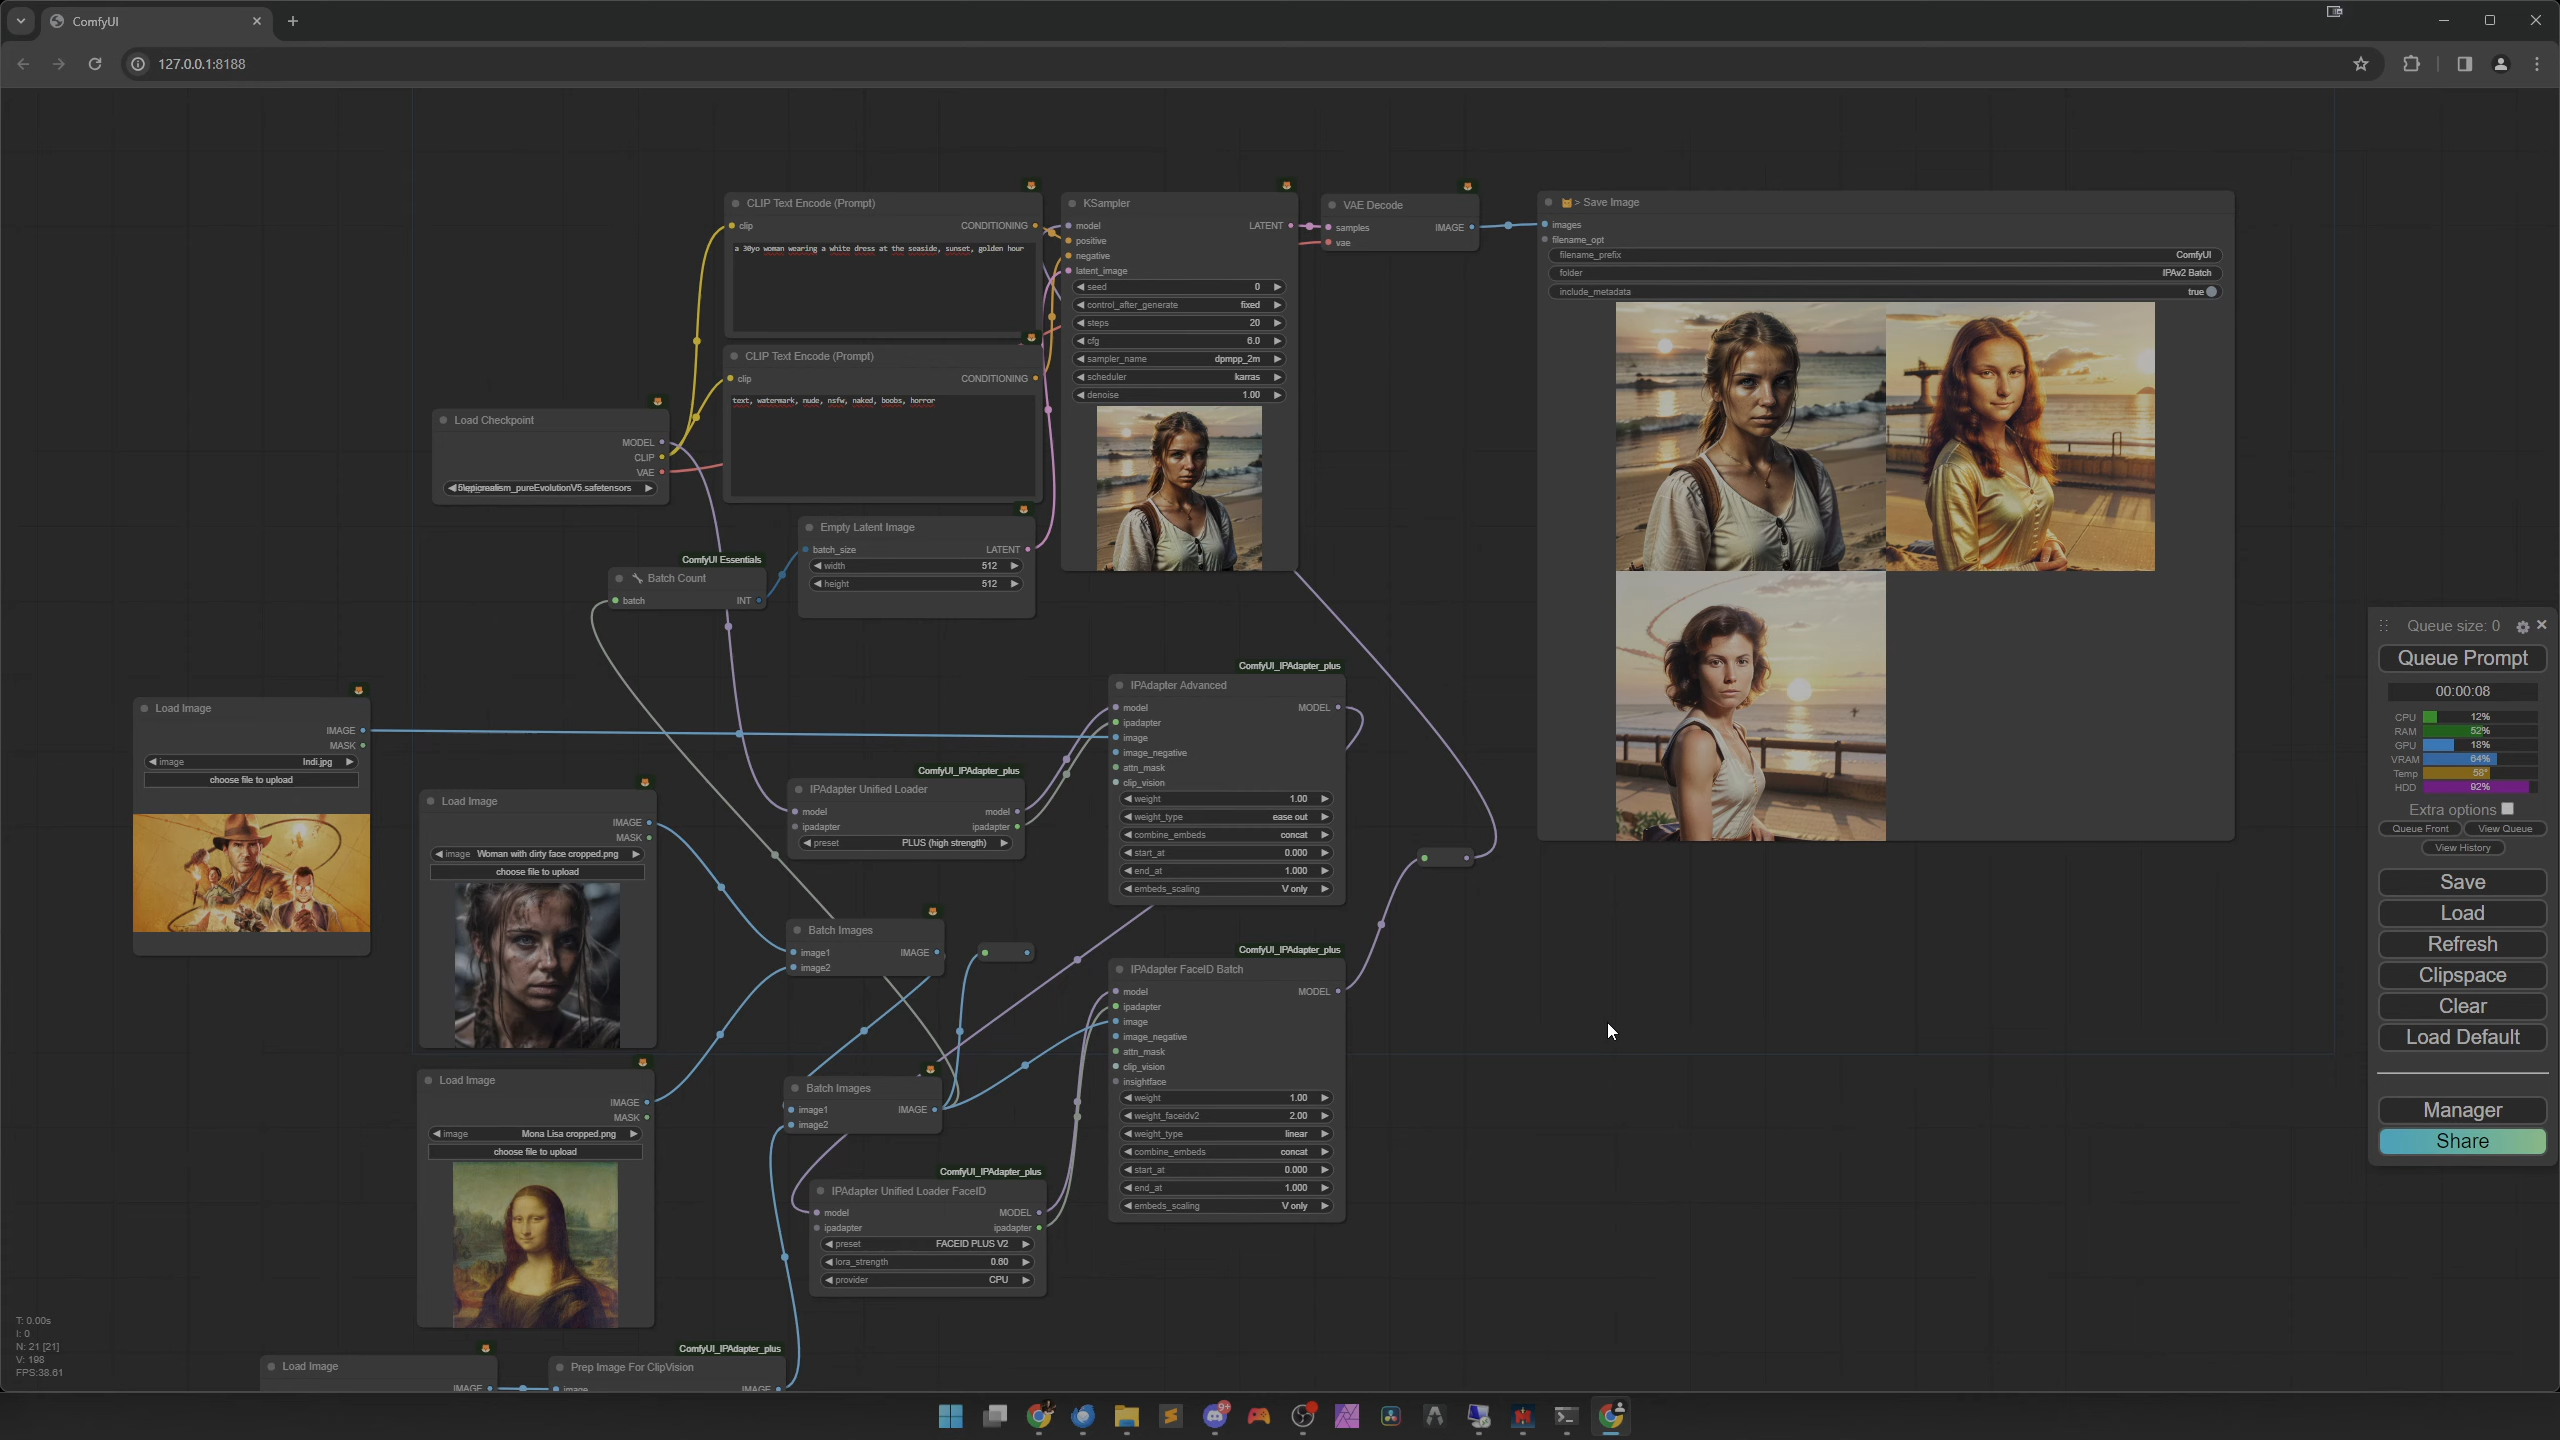 ComfyUI
127.0.0.1:8188
CLIP Text Encode (Prompt)
clip
CONDITIONING
a 30yo woman wearing a white dress at the seaside, sunset, golden hour
CLIP Text Encode (Prompt)
clip
CONDITIONING
text, watermark, nude, nsfw, naked, boobs, horror
KSampler
model
LATENT
positive
negative
latent_image
seed 0
control_after_generate fixed
steps 20
cfg 6.0
sampler_name dpmpp_2m
scheduler karras
denoise 1.00
VAE Decode
samples
IMAGE
vae
> Save Image
images
filename_opt
filename_prefix ComfyUI
folder IPAv2 Batch
include_metadata true
Load Checkpoint
MODEL
CLIP
VAE
epicrealism_pureEvolutionV5.safetensors
ComfyUI Essentials
Batch Count
batch
INT
Empty Latent Image
batch_size
LATENT
width 512
height 512
Load Image
IMAGE
MASK
image Indi.jpg
choose file to upload
Load Image
IMAGE
MASK
image Woman with dirty face cropped.png
choose file to upload
ComfyUI_IPAdapter_plus
IPAdapter Unified Loader
model model
ipadapter ipadapter
preset PLUS (high strength)
ComfyUI_IPAdapter_plus
IPAdapter Advanced
model MODEL
ipadapter
image
image_negative
attn_mask
clip_vision
weight 1.00
weight_type ease out
combine_embeds concat
start_at 0.000
end_at 1.000
embeds_scaling V only
Batch Images
image1 IMAGE
image2
ComfyUI_IPAdapter_plus
IPAdapter FaceID Batch
model MODEL
ipadapter
image
image_negative
attn_mask
clip_vision
insightface
weight 1.00
weight_faceidv2 2.00
weight_type linear
combine_embeds concat
start_at 0.000
end_at 1.000
embeds_scaling V only
Load Image
IMAGE
MASK
image Mona Lisa cropped.png
choose file to upload
Batch Images
image1 IMAGE
image2
ComfyUI_IPAdapter_plus
IPAdapter Unified Loader FaceID
model MODEL
ipadapter ipadapter
preset FACEID PLUS V2
lora_strength 0.60
provider CPU
Load Image
IMAGE
ComfyUI_IPAdapter_plus
Prep Image For ClipVision
image IMAGE
T: 0.00s
I: 0
N: 21 [21]
V: 198
FPS:38.61
Queue size: 0
Queue Prompt
00:00:08
CPU 12%
RAM 52%
GPU 18%
VRAM 64%
Temp 58°
HDD 92%
Extra options
Queue Front View Queue
View History
Save
Load
Refresh
Clipspace
Clear
Load Default
Manager
Share
9+